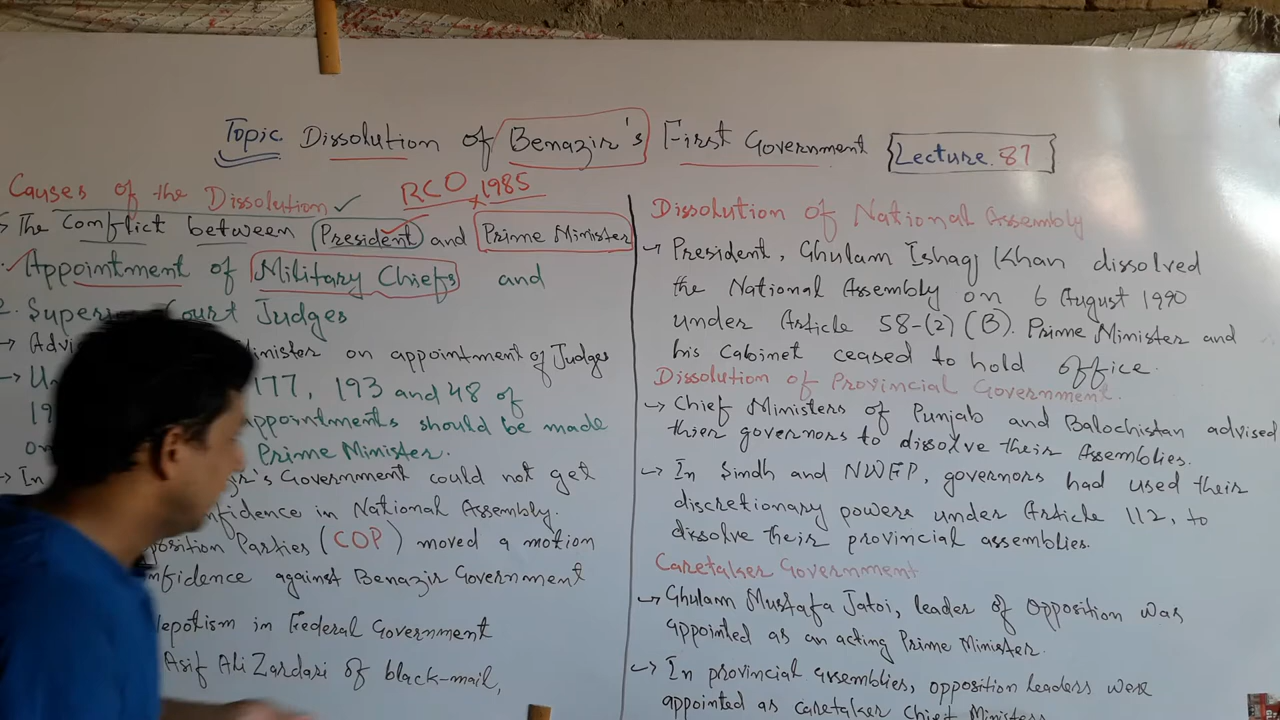 Topic Dissolution of Benazir's First Government Lecture. 87
Causes of the Dissolution ✓ RCO 1985
The Conflict between President and Prime Minister
Appointment of Military Chiefs and
2. Court Judges
→ Minister on appointment of Judges
→ 177, 193 and 48 of
19 appointments should be made
on Prime Minister.
→ In Government could not get
confidence in National Assembly.
Parties (COP) moved a motion
against Benazir Government
in Federal Government
Asif Ali Zardari of black-mail,
Dissolution of National Assembly
→ President, Ghulam Ishaq Khan dissolved
the National Assembly on 6 August 1990
under Article 58-(2)(B). Prime Minister and
his Cabinet ceased to hold office.
Dissolution of Provincial Government.
→ Chief Ministers of Punjab and Balochistan advised
thier governors to dissolve their Assemblies.
→ In Sindh and NWFP, governors had used their
discretionary powers under Article 112, to
dissolve their provincial assemblies.
Caretaker Government
→ Ghulam Mustafa Jatoi, leader of opposition was
appointed as an acting Prime Minister.
→ In provincial assemblies, opposition leaders were
appointed as caretaker Chief Ministers